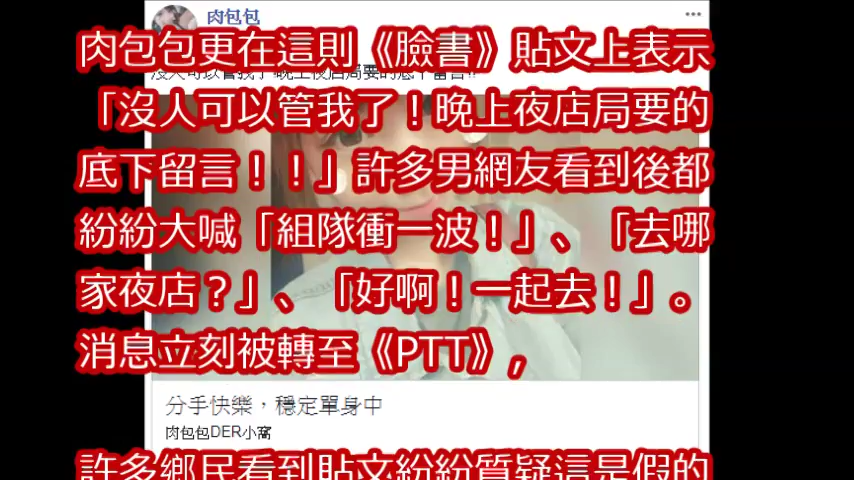 肉包包
肉包包更在這則《臉書》貼文上表示
「沒人可以管我了！晚上夜店局要的
底下留言！！」許多男網友看到後都
紛紛大喊「組隊衝一波！」、「去哪
家夜店？」、「好啊！一起去！」。
消息立刻被轉至《PTT》，
分手快樂，穩定單身中
肉包包DER小窩
許多鄉民看到貼文紛紛質疑這是假的